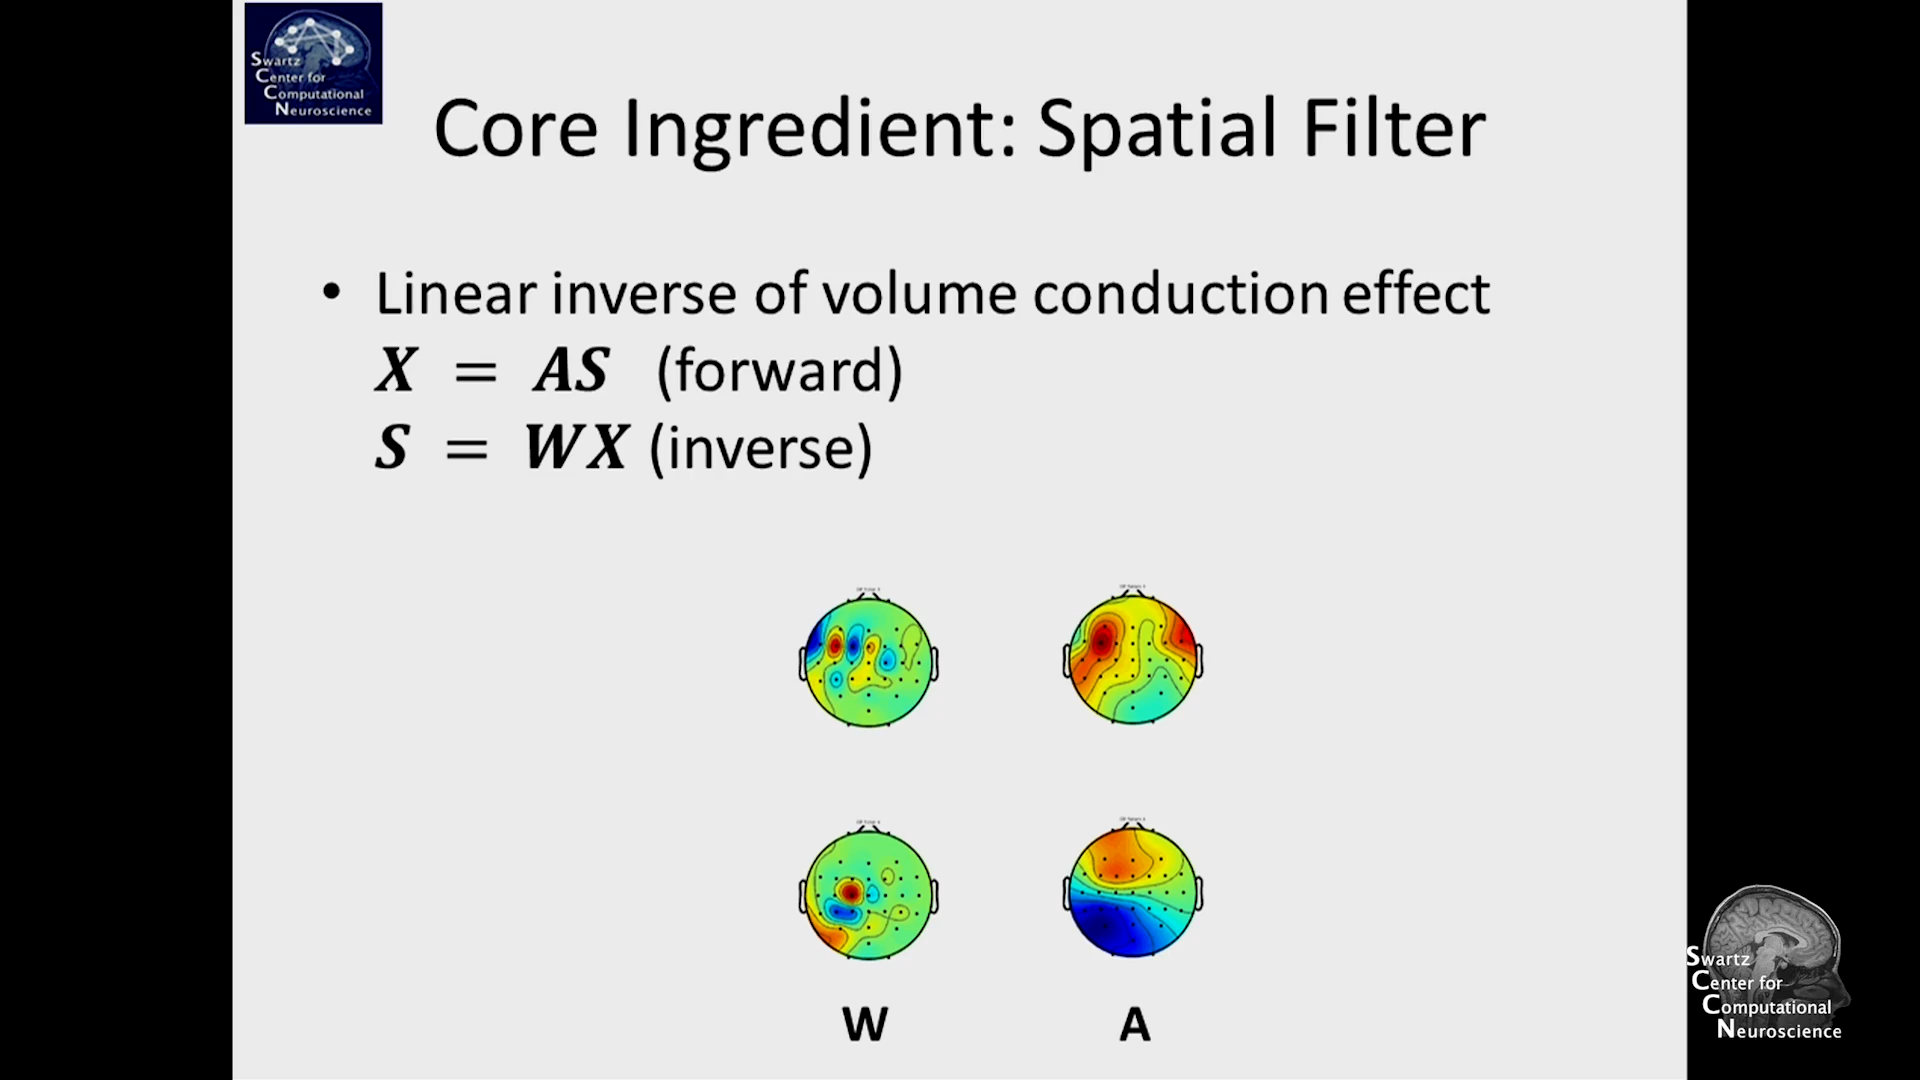 Swartz
Center for
Computational
Neuroscience
Core Ingredient: Spatial Filter
• Linear inverse of volume conduction effect
X = AS (forward)
S = WX (inverse)
W
A
Swartz
Center for
Computational
Neuroscience